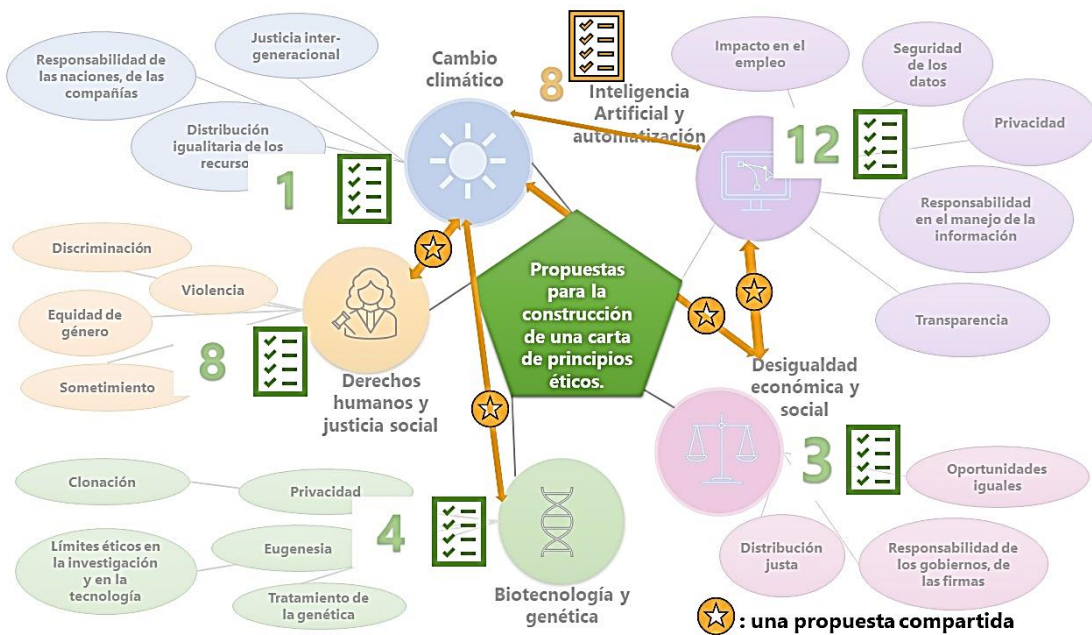 Justicia inter-
generacional
Responsabilidad de
las naciones, de las
compañías
Distribución
igualitaria de los
recurso
1
Cambio
climático
8
Inteligencia
Artificial y
automatización
Impacto en el
empleo
Seguridad
de los
datos
12
Privacidad
Responsabilidad
en el manejo de la
información
Transparencia
Discriminación
Violencia
Equidad de
género
Sometimiento
8
Derechos
humanos y
justicia social
Propuestas
para la
construcción
de una carta
de principios
éticos.
Desigualdad
económica y
social
3
Oportunidades
iguales
Distribución
justa
Responsabilidad de
los gobiernos, de
las firmas
Clonación
Privacidad
4
Límites éticos en
la investigación
y en la
tecnología
Eugenesia
Tratamiento de
la genética
Biotecnología y
genética
: una propuesta compartida